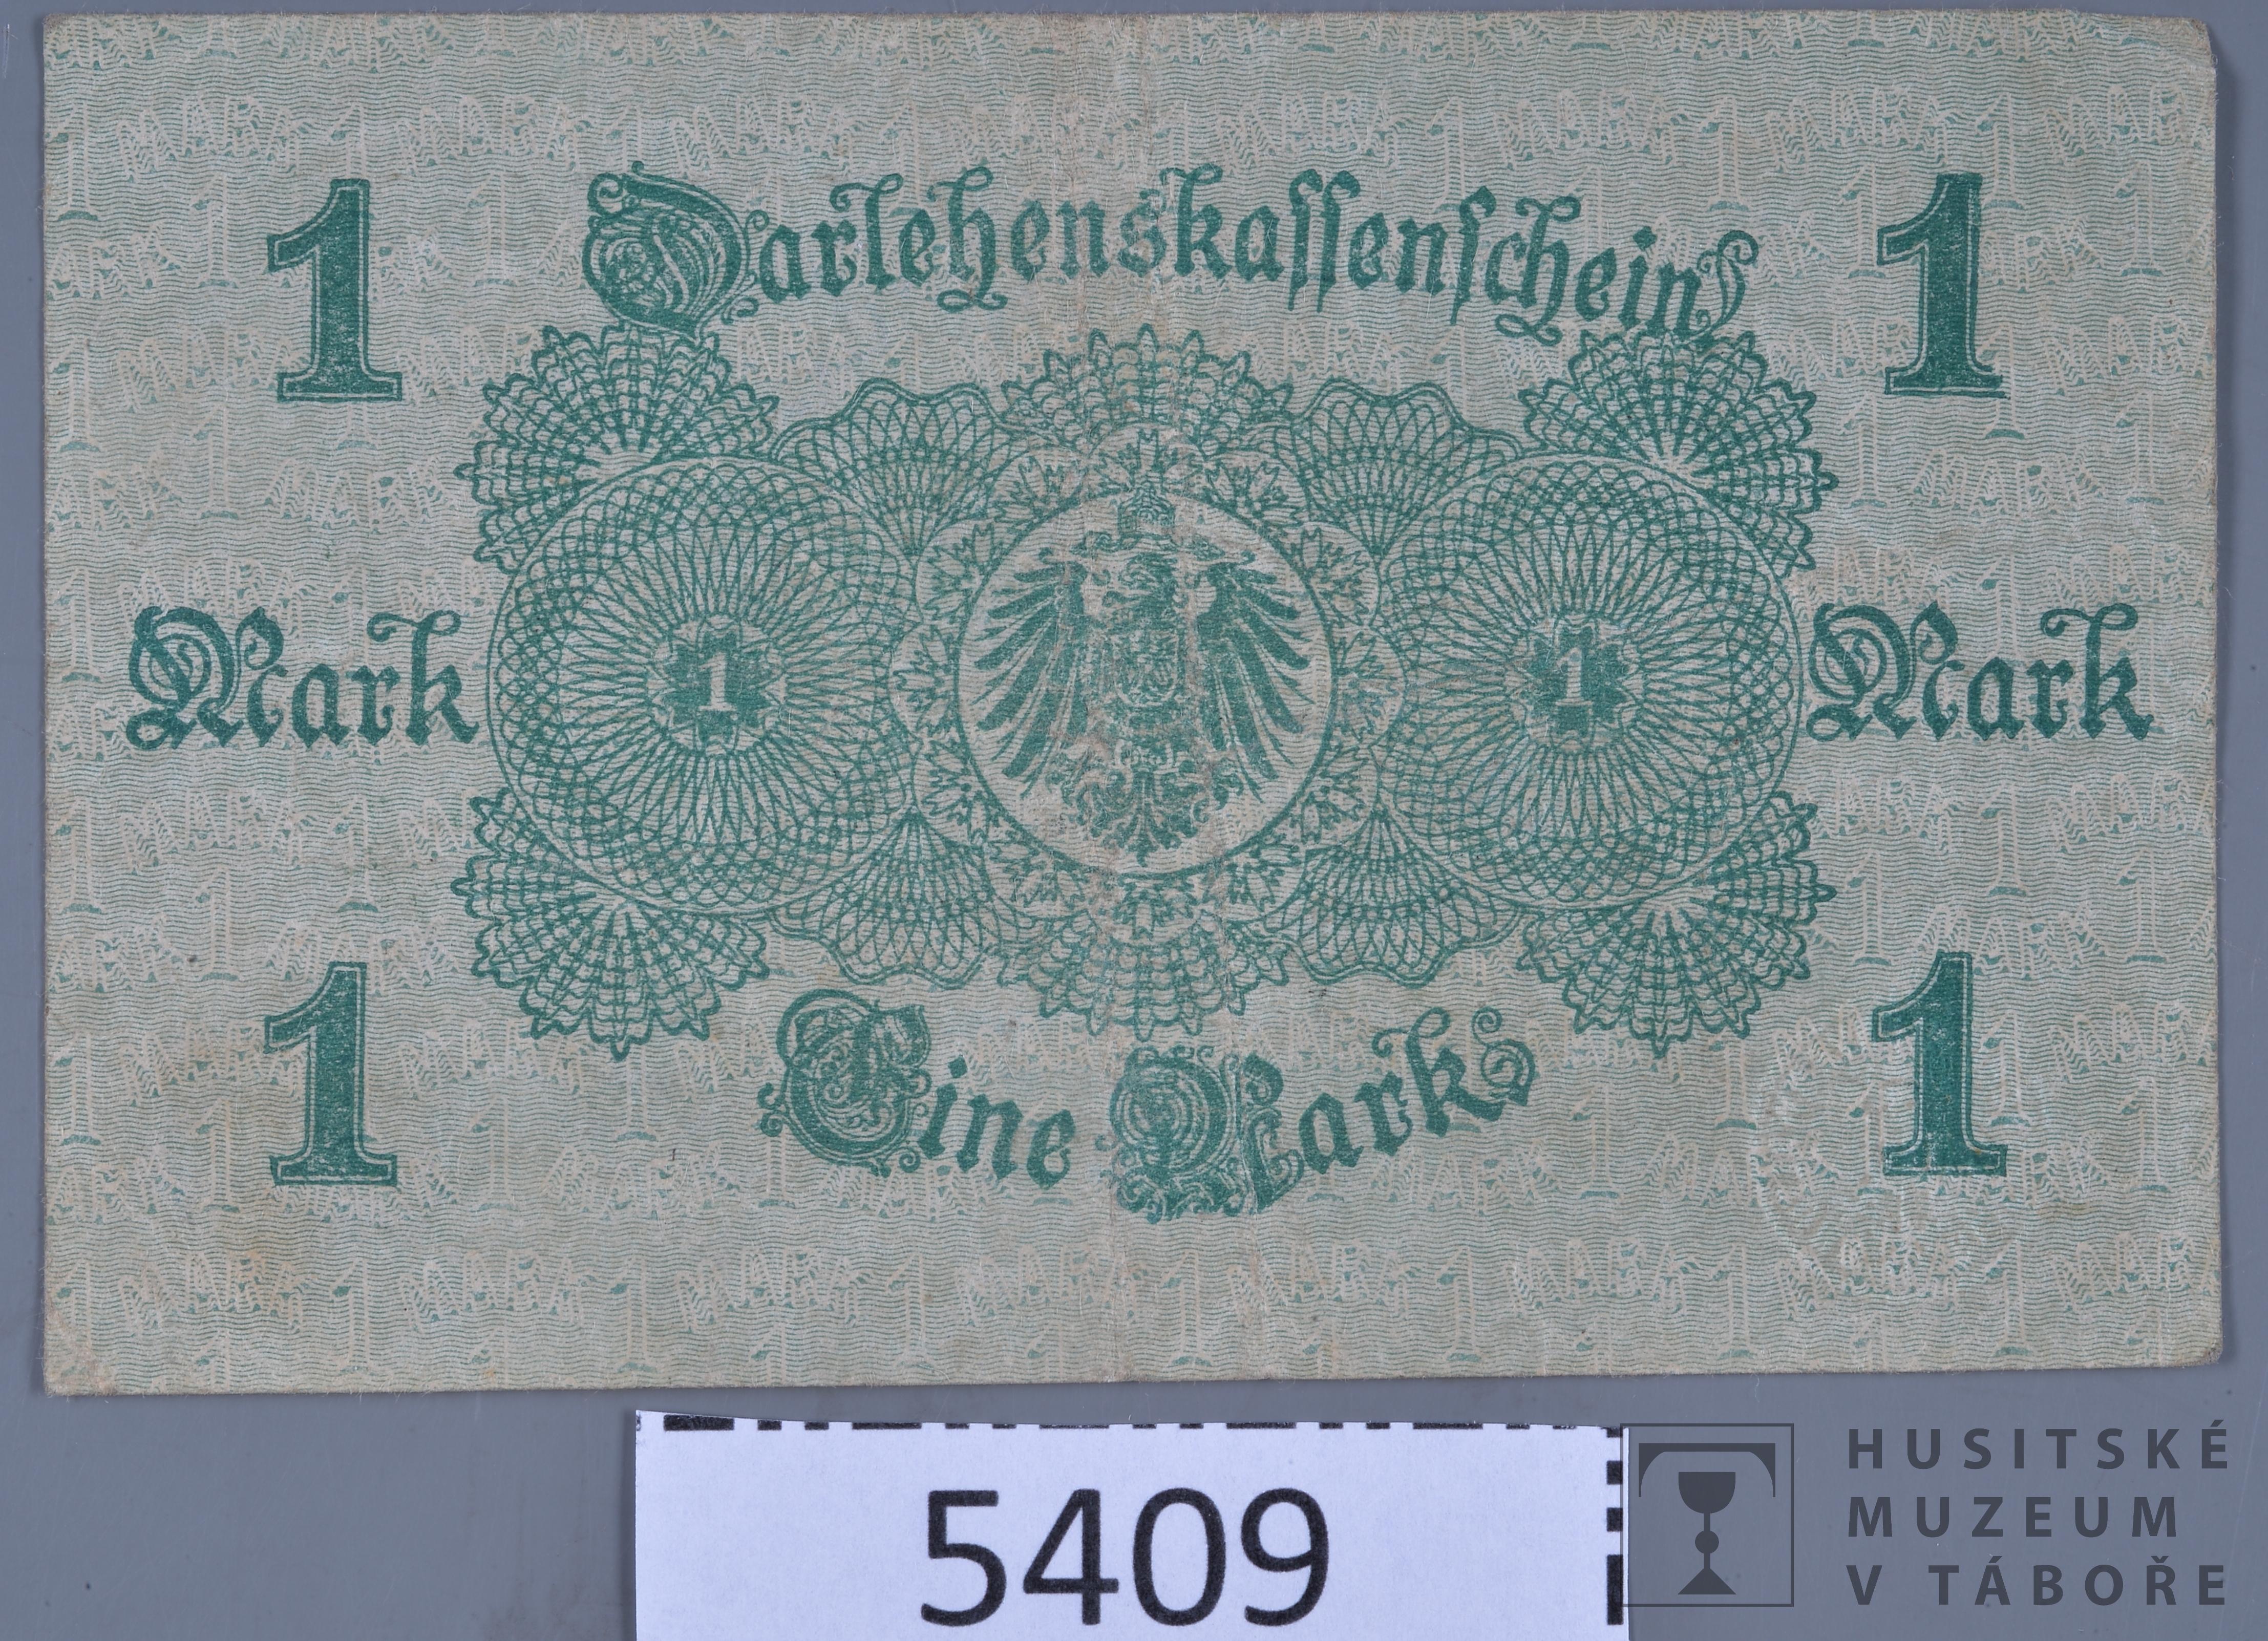 1
Darlehenskassenschein
1
Mark
1
1
Mark
1
Eine Mark
1
5409
HUSITSKÉ
MUZEUM
V TÁBOŘE